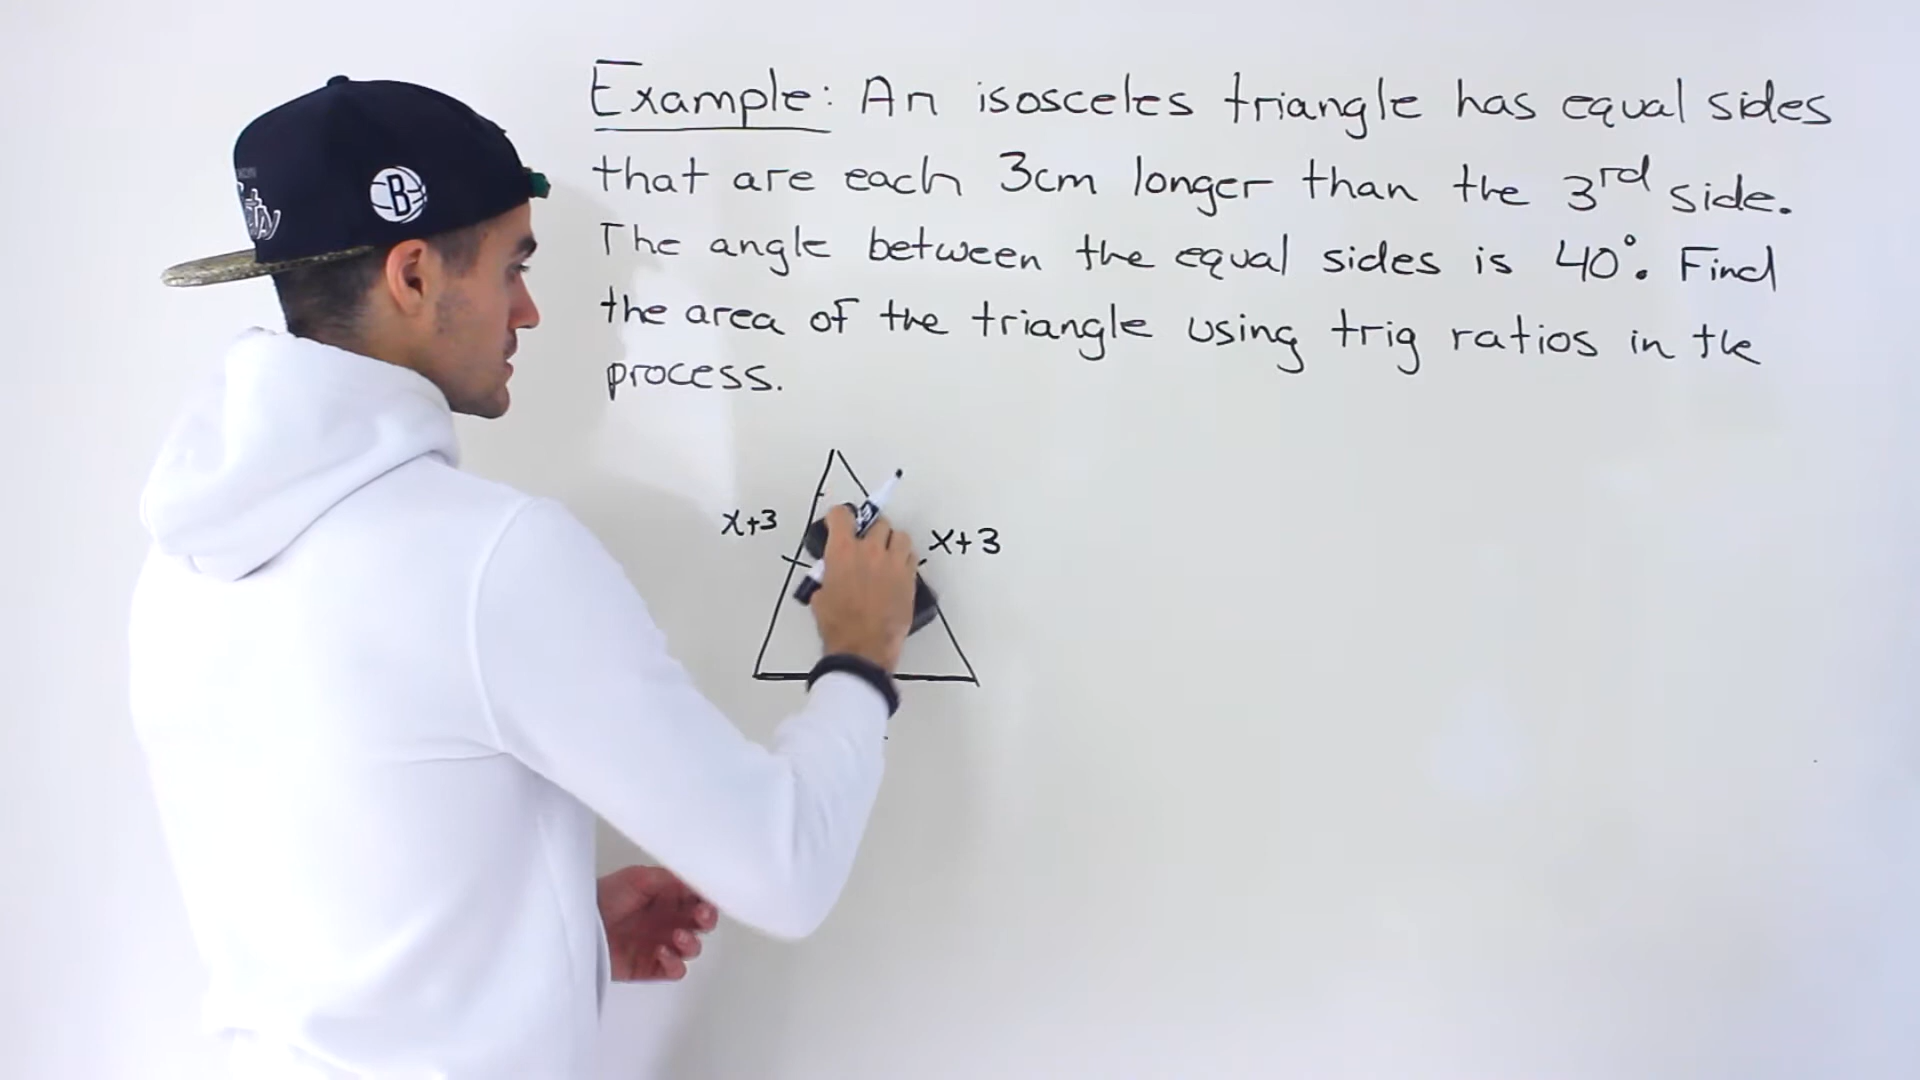 Example: An isosceles triangle has equal sides
that are each 3cm longer than the 3rd side.
The angle between the equal sides is 40°. Find
the area of the triangle using trig ratios in the
process.
x+3
x+3
B